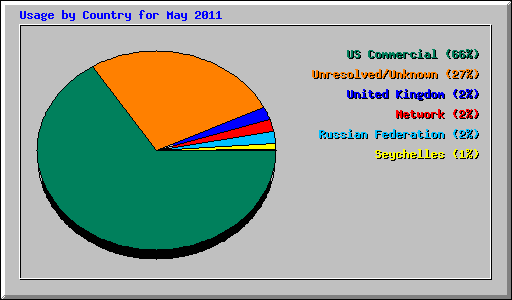 Usage by Country for May 2011
US Commercial (66%)
Unresolved/Unknown (27%)
United Kingdom (2%)
Network (2%)
Russian Federation (2%)
Seychelles (1%)